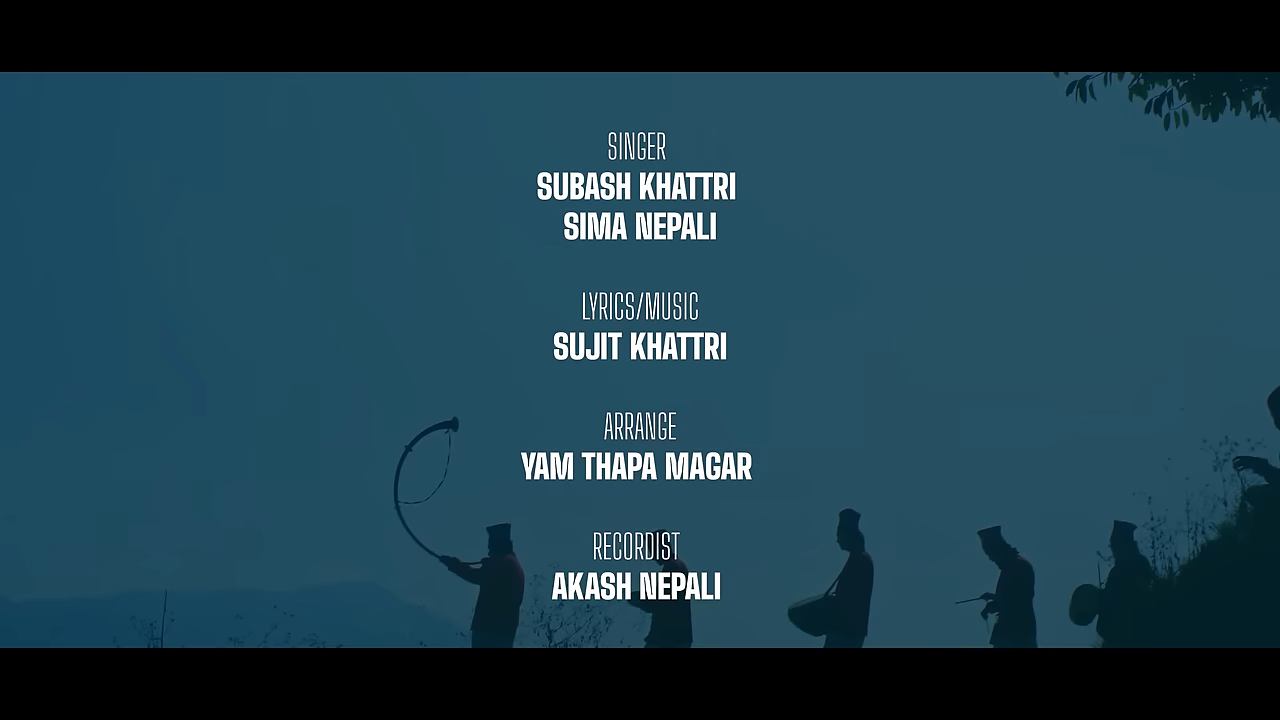 SINGER
SUBASH KHATTRI
SIMA NEPALI
LYRICS/MUSIC
SUJIT KHATTRI
ARRANGE
YAM THAPA MAGAR
RECORDIST
AKASH NEPALI